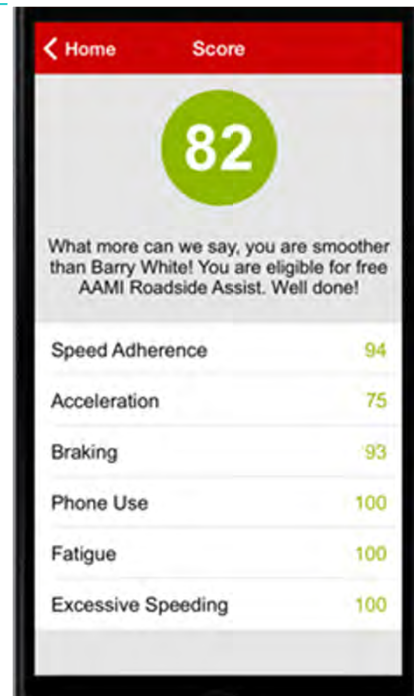 Home Score
82
What more can we say, you are smoother
than Barry White! You are eligible for free
AAMI Roadside Assist. Well done!
Speed Adherence 94
Acceleration 75
Braking 93
Phone Use 100
Fatigue 100
Excessive Speeding 100